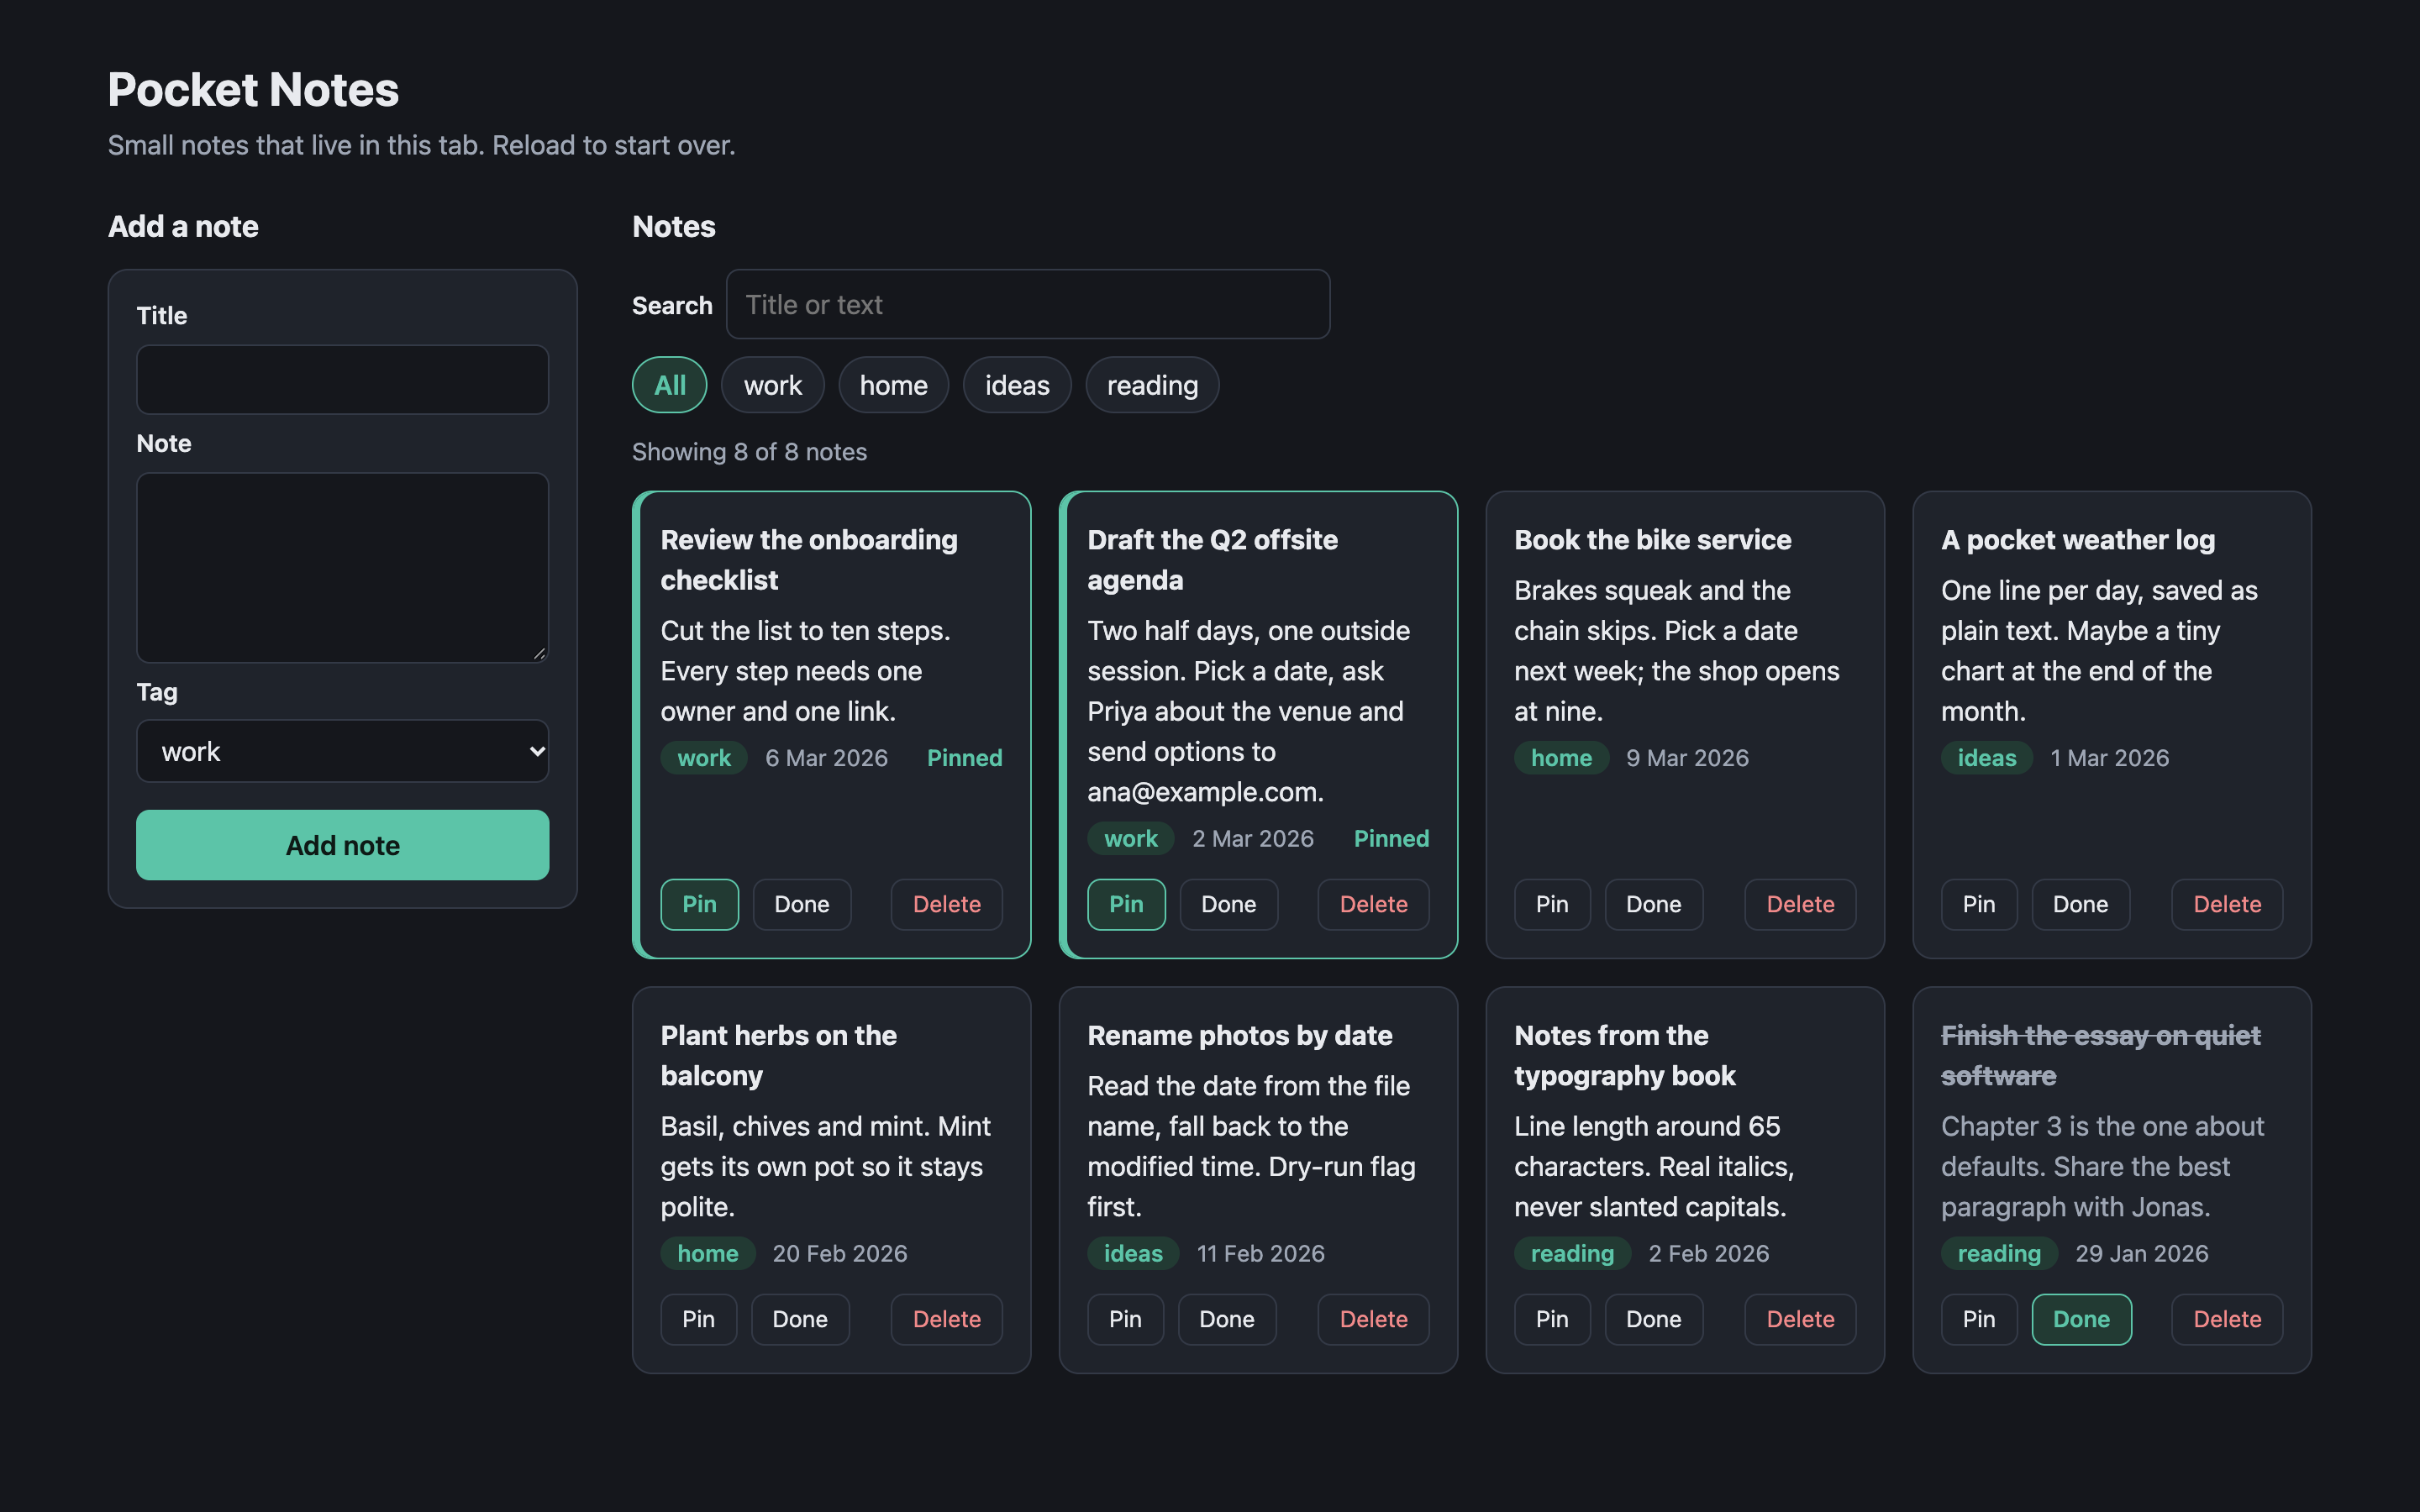 Pocket Notes
Small notes that live in this tab. Reload to start over.
Add a note
Title
Note
Tag
work
Add note
Notes
Search Title or text
All work home ideas reading
Showing 8 of 8 notes
Review the onboarding
checklist
Cut the list to ten steps.
Every step needs one
owner and one link.
work 6 Mar 2026 Pinned
Pin Done Delete
Draft the Q2 offsite
agenda
Two half days, one outside
session. Pick a date, ask
Priya about the venue and
send options to
ana@example.com.
work 2 Mar 2026 Pinned
Pin Done Delete
Book the bike service
Brakes squeak and the
chain skips. Pick a date
next week; the shop opens
at nine.
home 9 Mar 2026
Pin Done Delete
A pocket weather log
One line per day, saved as
plain text. Maybe a tiny
chart at the end of the
month.
ideas 1 Mar 2026
Pin Done Delete
Plant herbs on the
balcony
Basil, chives and mint. Mint
gets its own pot so it stays
polite.
home 20 Feb 2026
Pin Done Delete
Rename photos by date
Read the date from the file
name, fall back to the
modified time. Dry-run flag
first.
ideas 11 Feb 2026
Pin Done Delete
Notes from the
typography book
Line length around 65
characters. Real italics,
never slanted capitals.
reading 2 Feb 2026
Pin Done Delete
Finish the essay on quiet
software
Chapter 3 is the one about
defaults. Share the best
paragraph with Jonas.
reading 29 Jan 2026
Pin Done Delete